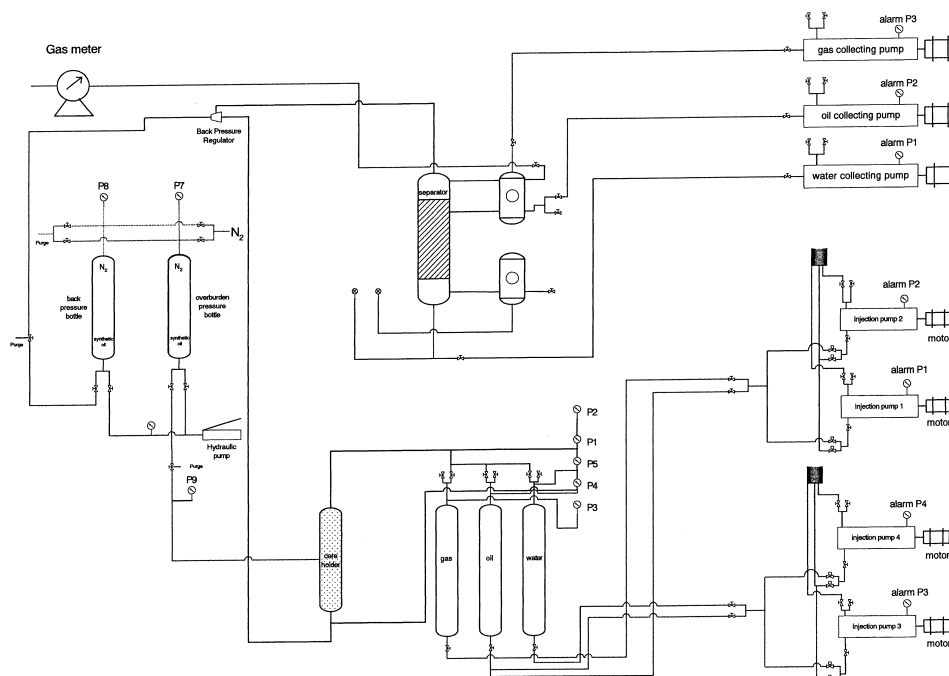 alarm P3
Gas meter
gas collecting pump
alarm P2
oil collecting pump
Back Pressure
Regulator
alarm P1
water collecting pump
P8
P7
separator
Purge
N2
N2
N2
back
pressure
bottle
overburden
pressure
bottle
synthetic
oil
synthetic
oil
Purge
alarm P2
injection pump 2
motor
alarm P1
injection pump 1
motor
Hydraulic
pump
Purge
P9
P2
P1
P5
P4
P3
core
holder
gas
oil
water
alarm P4
injection pump 4
motor
alarm P3
Injection pump 3
motor